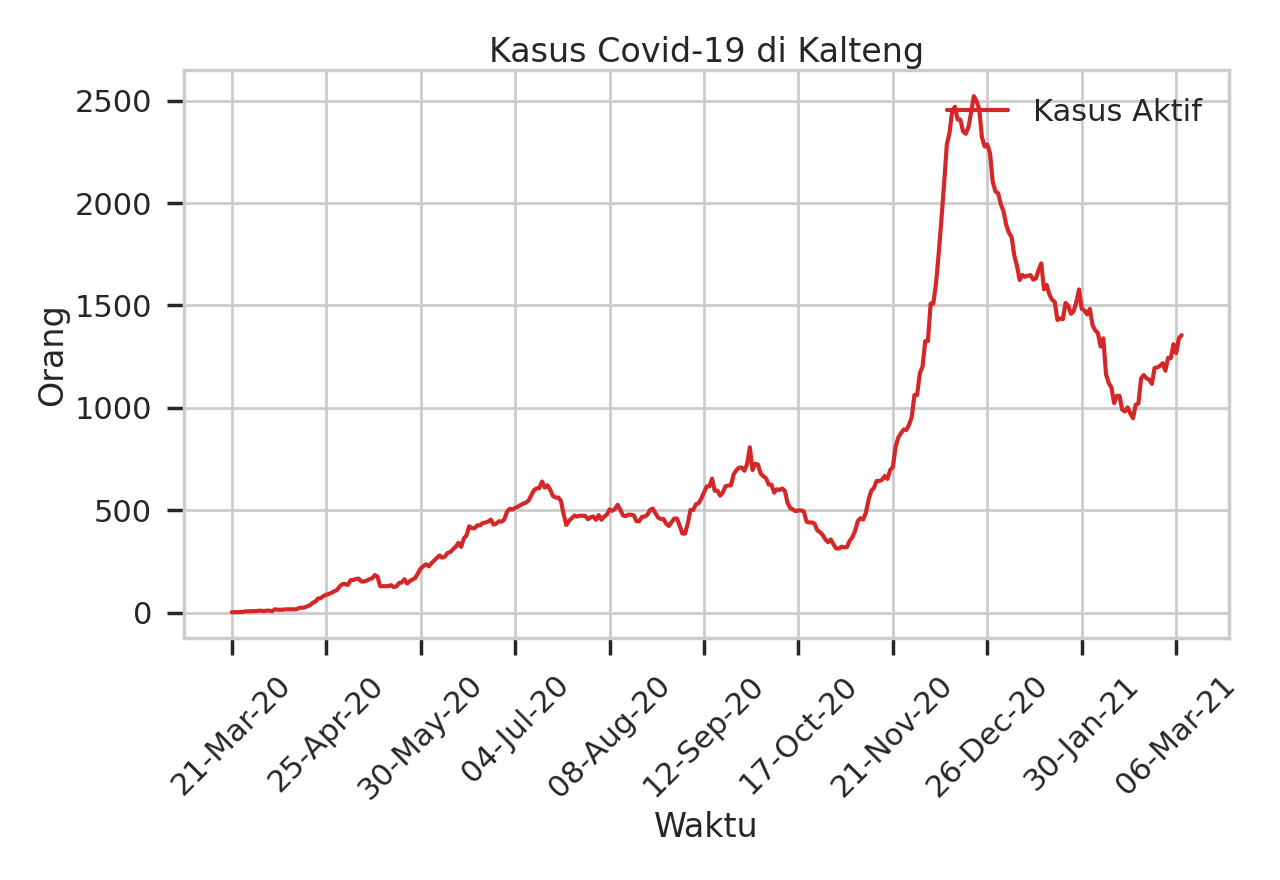 Kasus Covid-19 di Kalteng
Kasus Aktif
2500
2000
1500
1000
500
0
Orang
21-Mar-20
25-Apr-20
30-May-20
04-Jul-20
08-Aug-20
12-Sep-20
17-Oct-20
21-Nov-20
26-Dec-20
30-Jan-21
06-Mar-21
Waktu